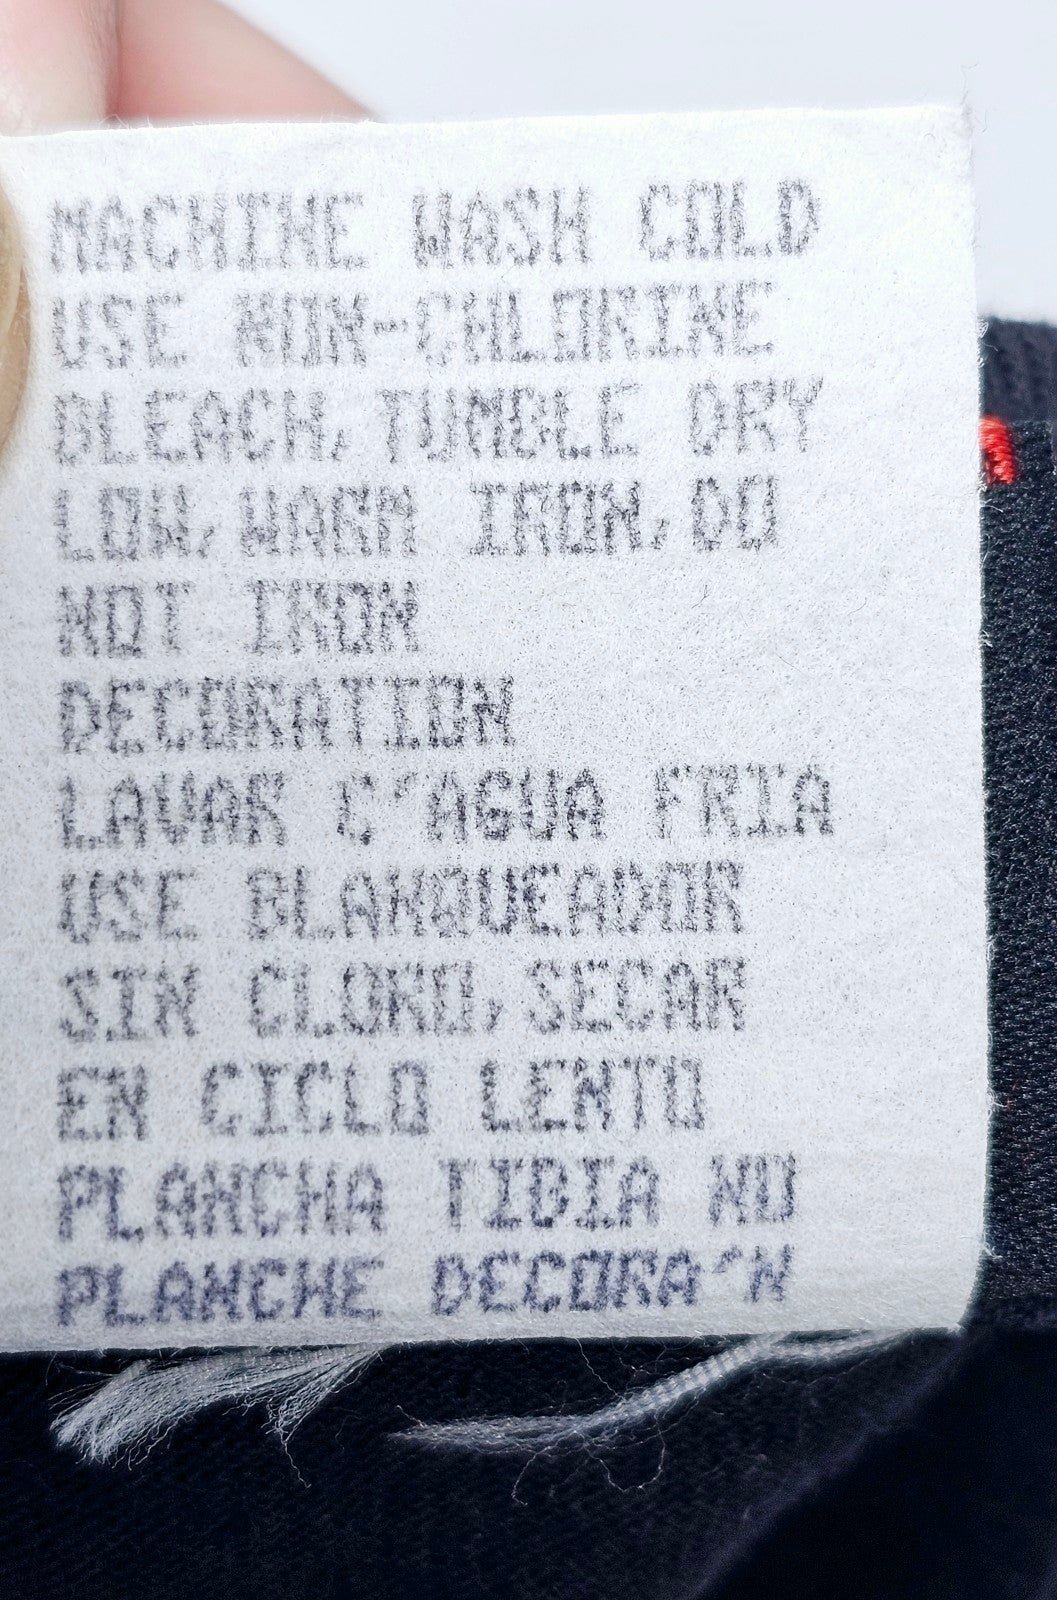 MACHINE WASH COLD
USE NON-CHLORINE
BLEACH, TUMBLE DRY
LOW, WARM IRON, DO
NOT IRON
DECORATION
LAVAR C'AGUA FRIA
USE BLANQUEADOR
SIN CLORO, SECAR
EN CICLO LENTO
PLANCHA TIBIA NO
PLANCHE DECORA'N